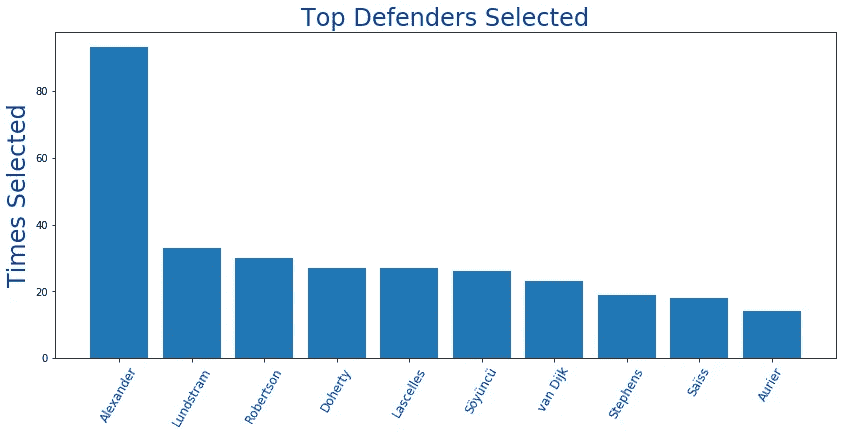 Top Defenders Selected
Times Selected
80
60
40
20
0
Alexander
Lundstram
Robertson
Doherty
Lascelles
Söyüncü
van Dijk
Stephens
Saïss
Aurier